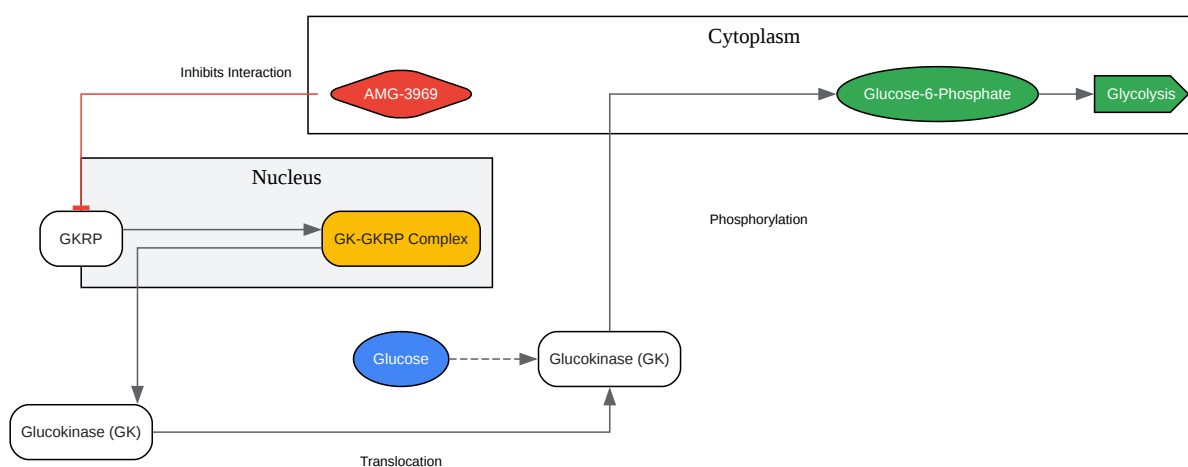 Cytoplasm
Inhibits Interaction
AMG-3969
Glucose-6-Phosphate
Glycolysis
Nucleus
Phosphorylation
GKRP
GK-GKRP Complex
Glucose
Glucokinase (GK)
Glucokinase (GK)
Translocation